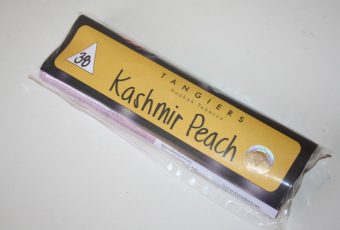 38
TANGIERS
Hookah Tobacco
Kashmir Peach